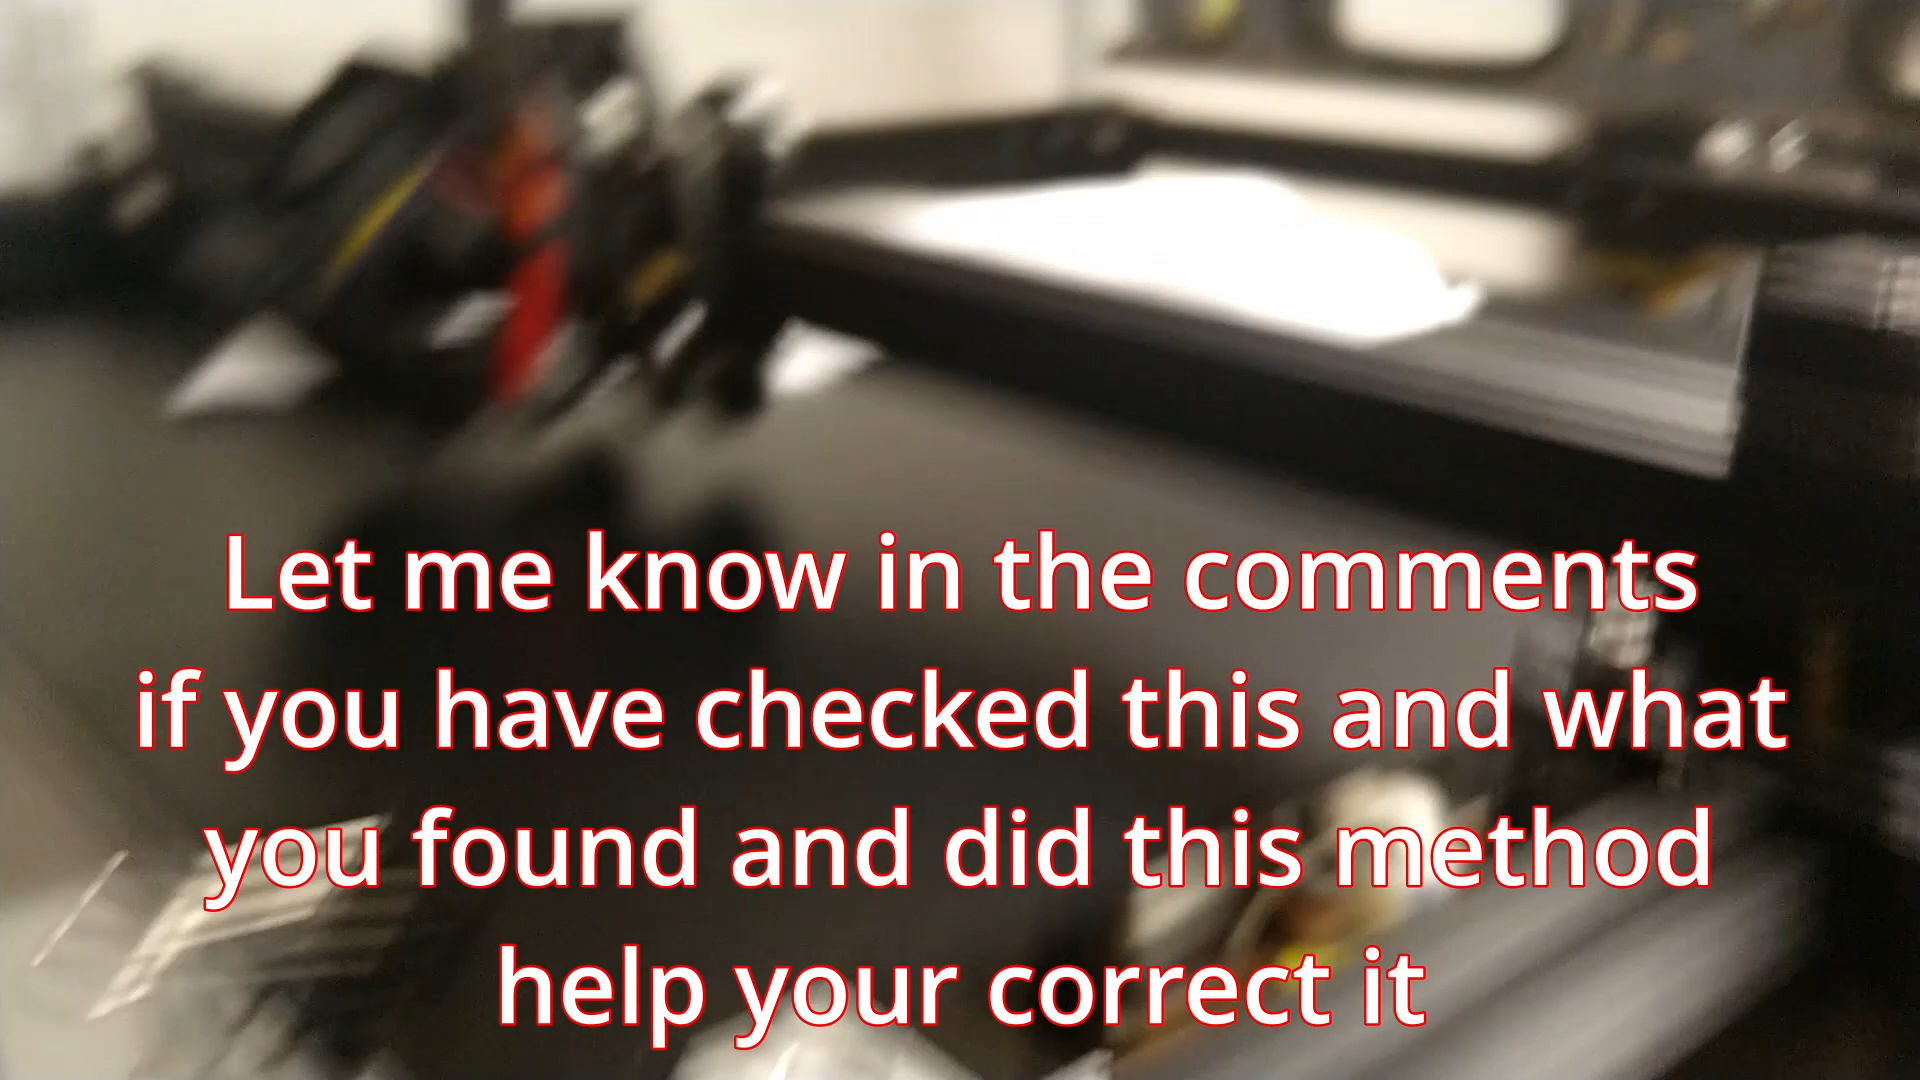 Let me know in the comments
if you have checked this and what
you found and did this method
help your correct it